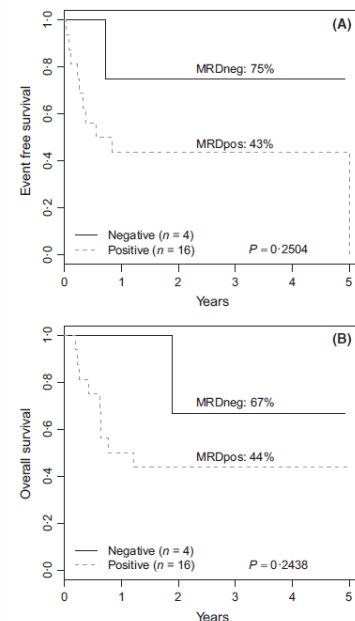 (A)
Event free survival
1·0
0·8
0·6
0·4
0·2
0·0
MRDneg: 75%
MRDpos: 43%
Negative (n = 4)
Positive (n = 16)
P = 0·2504
0 1 2 3 4 5
Years
(B)
Overall survival
1·0
0·8
0·6
0·4
0·2
0·0
MRDneg: 67%
MRDpos: 44%
Negative (n = 4)
Positive (n = 16)
P = 0·2438
0 1 2 3 4 5
Years